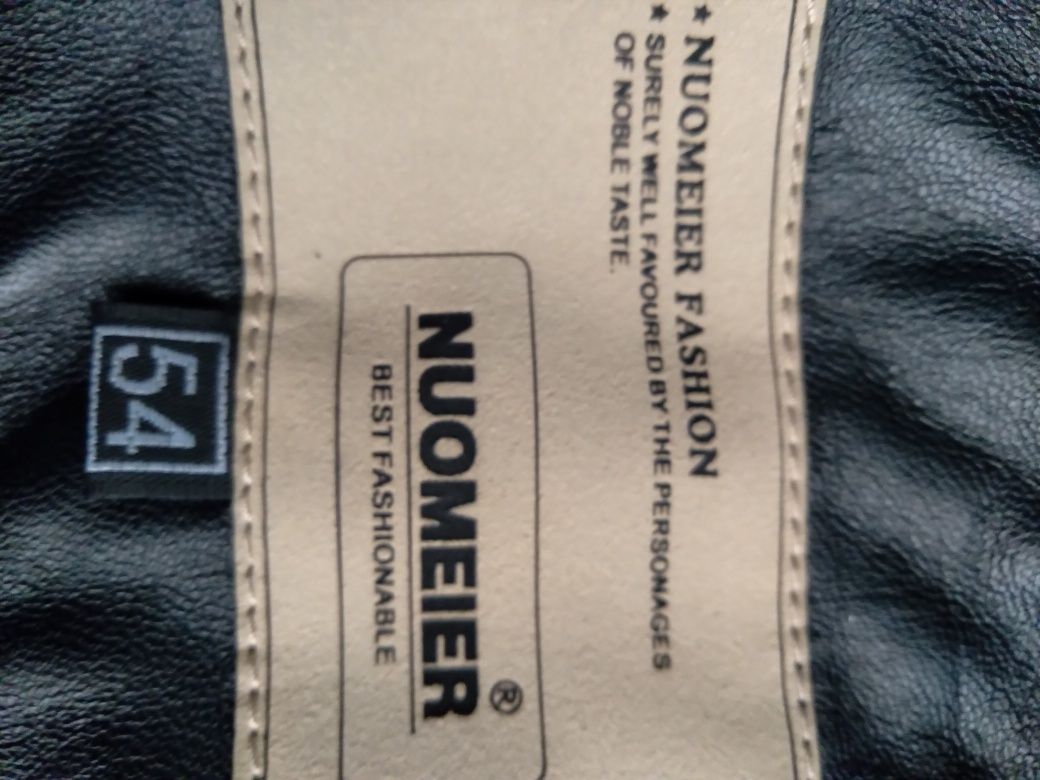 ★ NUOMEIER FASHION
★ SURELY WELL FAVOURED BY THE PERSONAGES
OF NOBLE TASTE.
NUOMEIER®
BEST FASHIONABLE
54